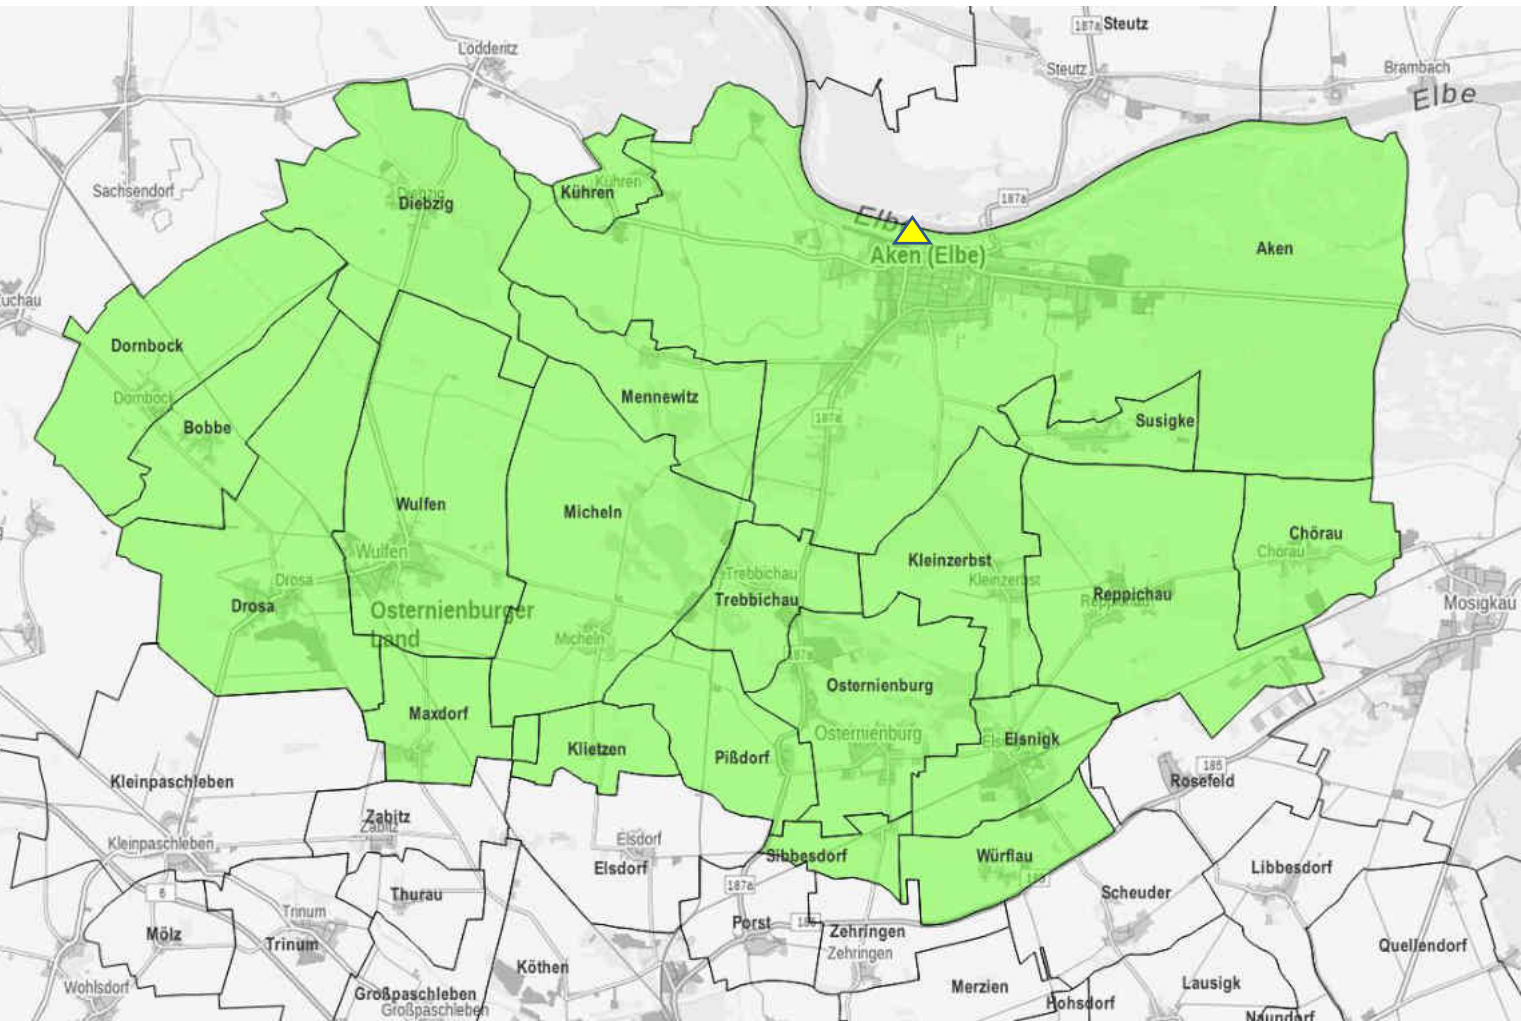 187a Steutz
Lödderitz
Steutz
Brambach
Elbe
Sachsendorf
Diebzig
Diebzig
Kühren
Kühren
187a
Elbe
Aken (Elbe)
Aken
Dornbock
Dornbock
Bobbe
Mennewitz
187a
Susigke
Wulfen
Micheln
Wulfen
Chörau
Chörau
Kleinzerbst
Kleinzerbst
Trebbichau
Trebbichau
Reppichau
Reppichau
Mosigkau
Drosa
Drosa
Osternienburger
Land
Micheln
187a
Osternienburg
Osternienburg
Maxdorf
Klietzen
Pißdorf
Elsnigk
185
Rosefeld
Kleinpaschleben
Kleinpaschleben
Zabitz
Zabitz
Elsdorf
Elsdorf
Sibbesdorf
Würflau
Libbesdorf
6
Thurau
187a
Scheuder
Mölz
Trinum
Trinum
Porst
Zehringen
Zehringen
Quellendorf
Wohlsdorf
Köthen
Großpaschleben
Großpaschleben
Merzien
Hohsdorf
Lausigk
Naundorf